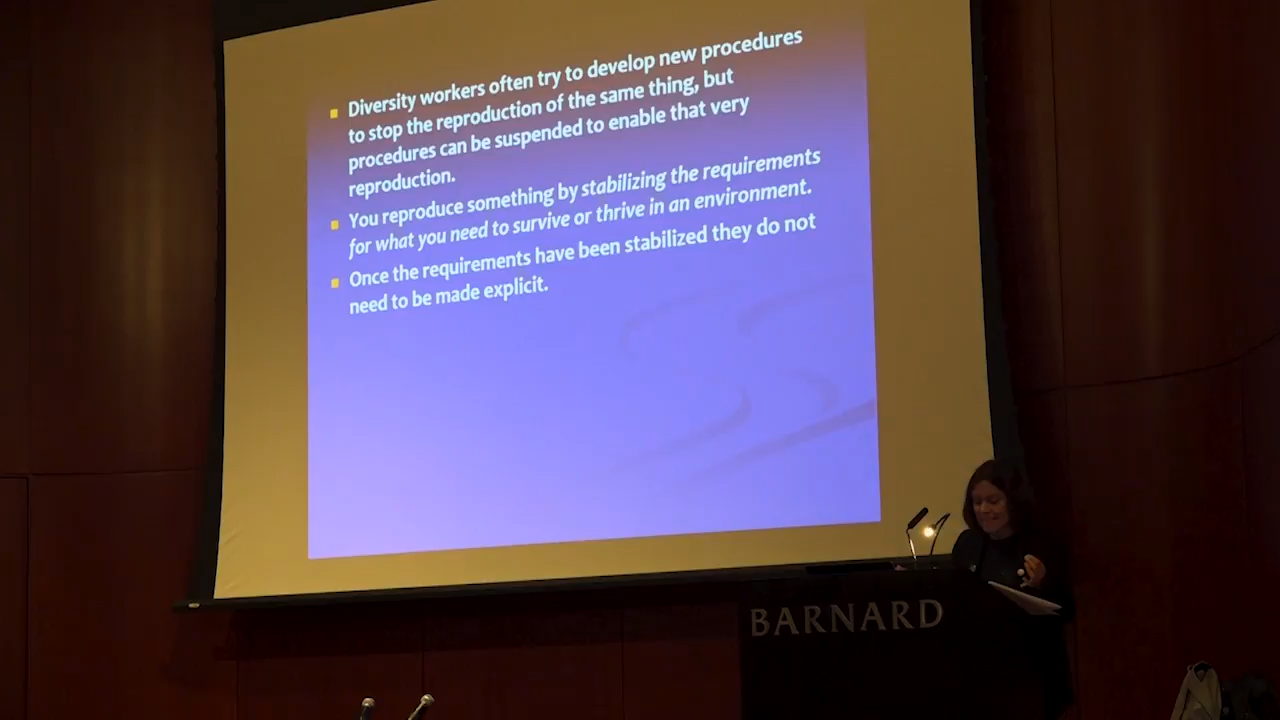 Diversity workers often try to develop new procedures
to stop the reproduction of the same thing, but
procedures can be suspended to enable that very
reproduction.
You reproduce something by stabilizing the requirements
for what you need to survive or thrive in an environment.
Once the requirements have been stabilized they do not
need to be made explicit.
BARNARD